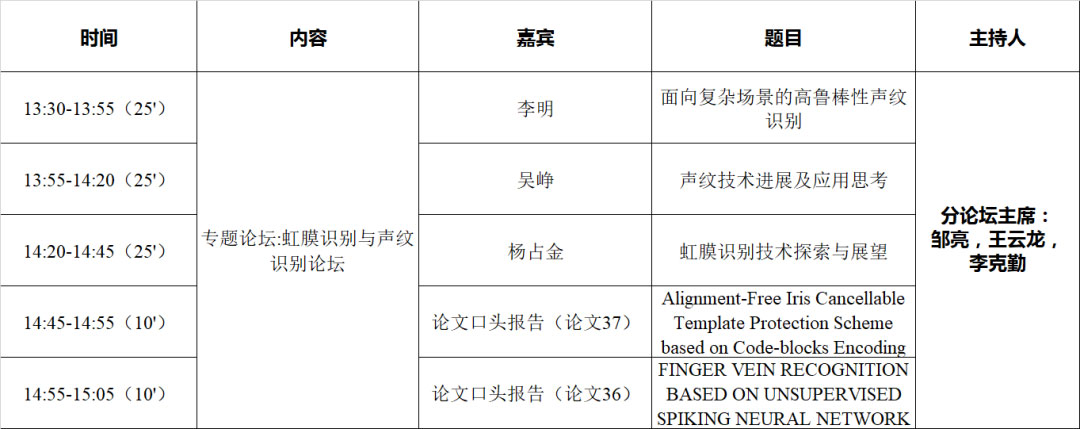 时间
内容
嘉宾
题目
主持人
13:30-13:55（25'）
李明
面向复杂场景的高鲁棒性声纹
识别
13:55-14:20（25'）
吴峥
声纹技术进展及应用思考
14:20-14:45（25'）
专题论坛:虹膜识别与声纹
识别论坛
杨占金
虹膜识别技术探索与展望
分论坛主席：
邹亮，王云龙，
李克勤
14:45-14:55（10'）
论文口头报告（论文37）
Alignment-Free Iris Cancellable
Template Protection Scheme
based on Code-blocks Encoding
14:55-15:05（10'）
论文口头报告（论文36）
FINGER VEIN RECOGNITION
BASED ON UNSUPERVISED
SPIKING NEURAL NETWORK